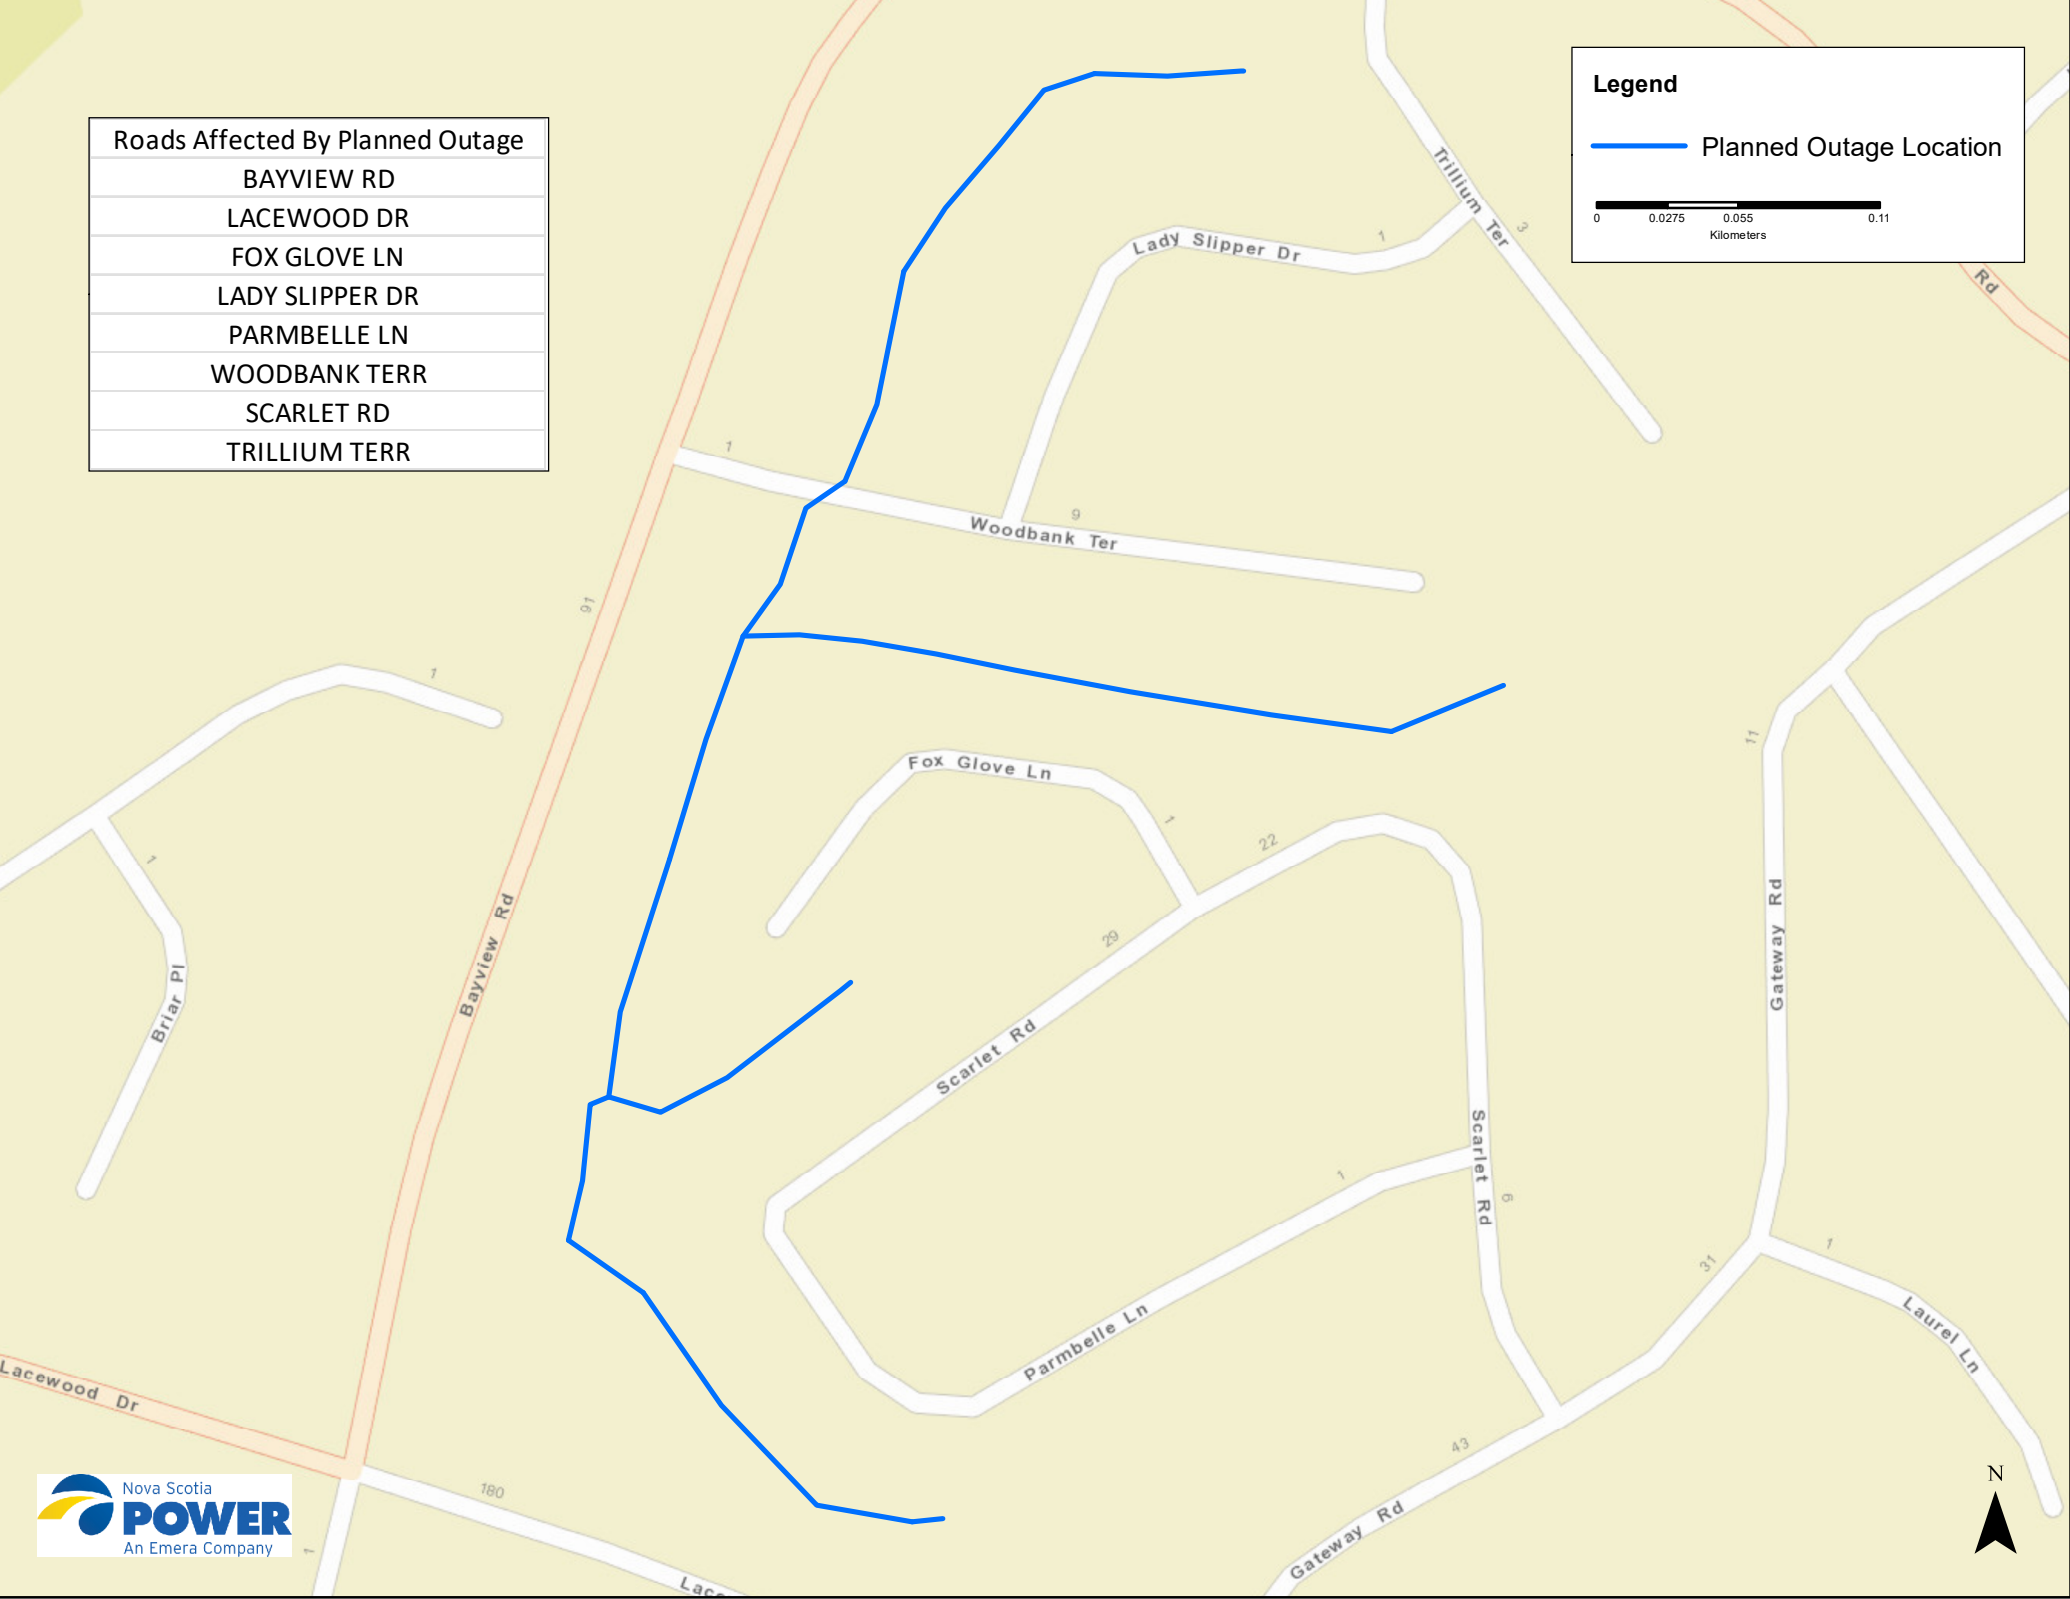 Roads Affected By Planned Outage
BAYVIEW RD
LACEWOOD DR
FOX GLOVE LN
LADY SLIPPER DR
PARMBELLE LN
WOODBANK TERR
SCARLET RD
TRILLIUM TERR
Legend
Planned Outage Location
0 0.0275 0.055 0.11
Kilometers
Rd
Trillium Ter
3
Lady Slipper Dr
1
1
9
Woodbank Ter
91
1
11
Fox Glove Ln
1
22
1
29
Bayview Rd
Gateway Rd
Briar Pl
Scarlet Rd
Scarlet Rd
1
6
31
1
Parmbelle Ln
Laurel Ln
Lacewood Dr
43
180
Gateway Rd
1
Lace
N
Nova Scotia
POWER
An Emera Company